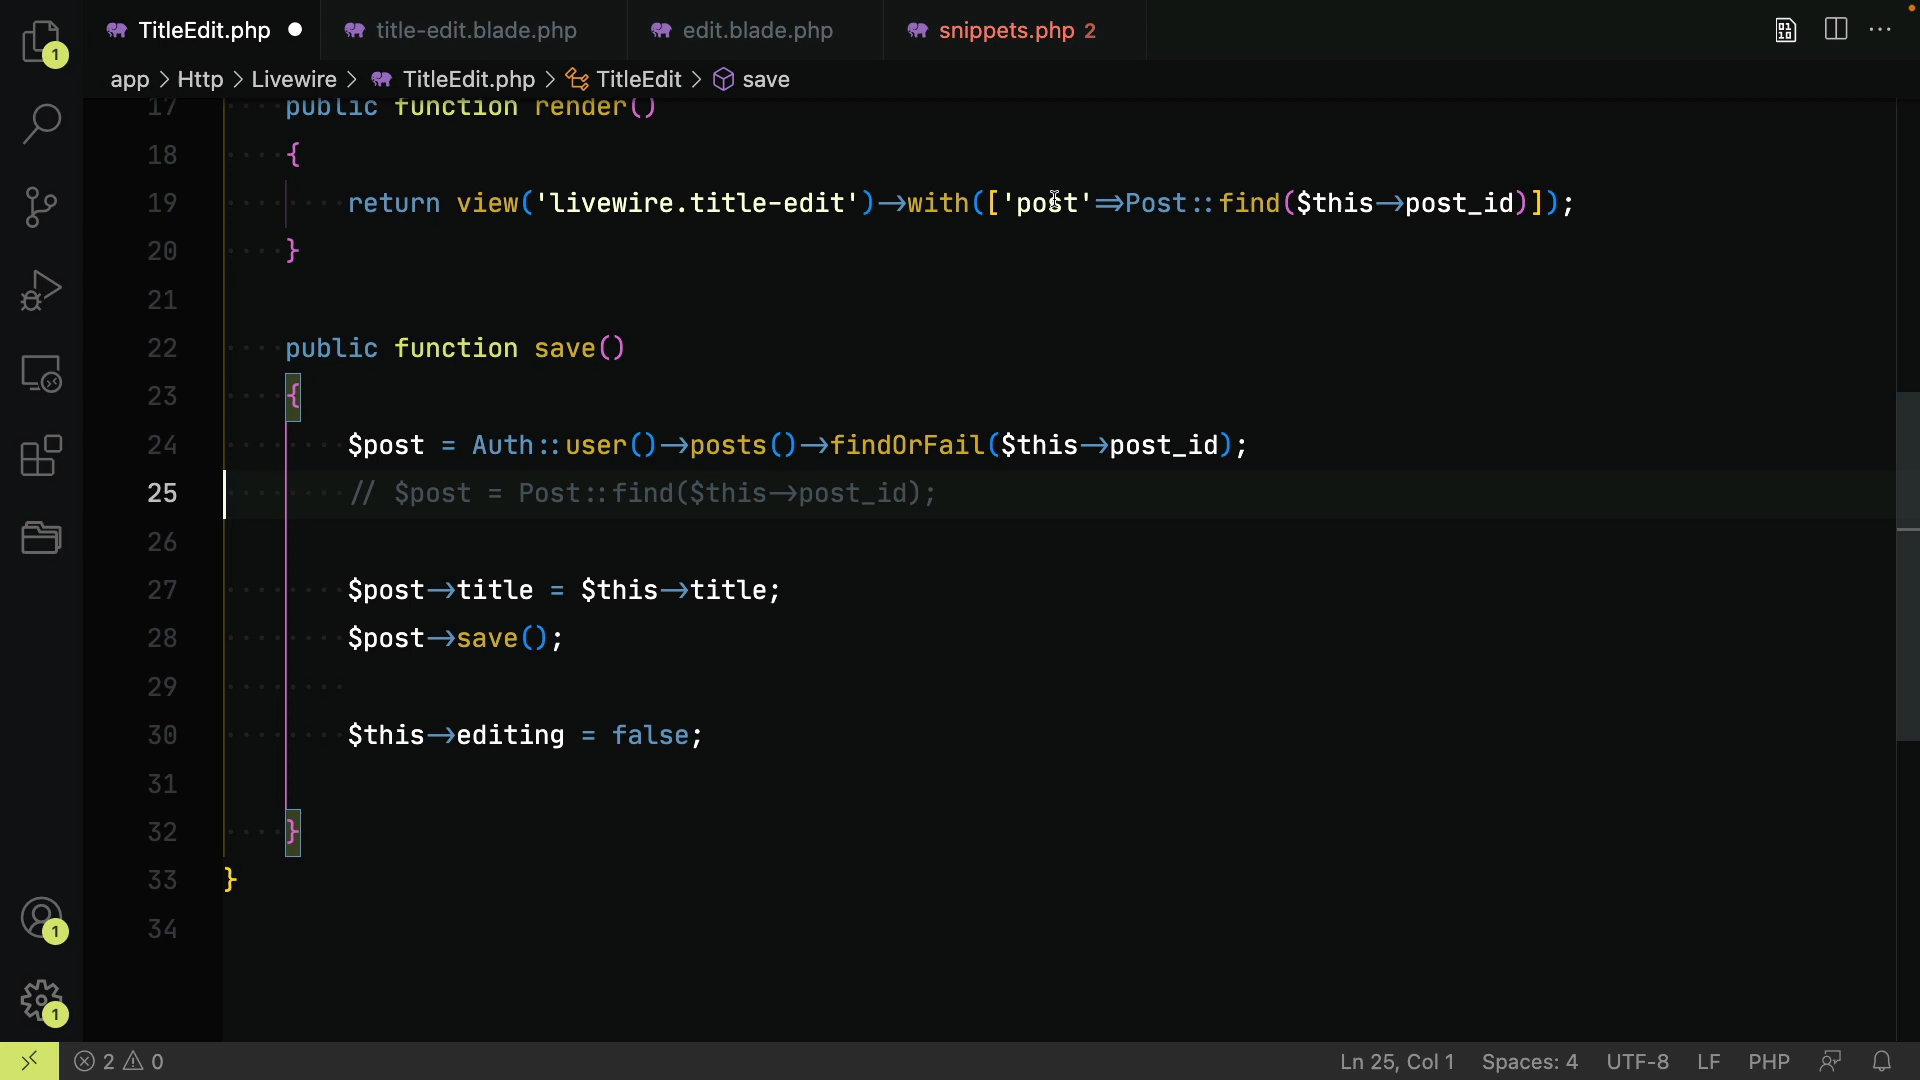 TitleEdit.php
title-edit.blade.php
edit.blade.php
snippets.php 2
app > Http > Livewire > TitleEdit.php > TitleEdit > save
17 public function render()
18 {
19 return view('livewire.title-edit')->with(['post'=>Post::find($this->post_id)]);
20 }
21
22 public function save()
23 {
24 $post = Auth::user()->posts()->findOrFail($this->post_id);
25 // $post = Post::find($this->post_id);
26
27 $post->title = $this->title;
28 $post->save();
29
30 $this->editing = false;
31
32 }
33 }
34
1
1
1
2 0
Ln 25, Col 1 Spaces: 4 UTF-8 LF PHP